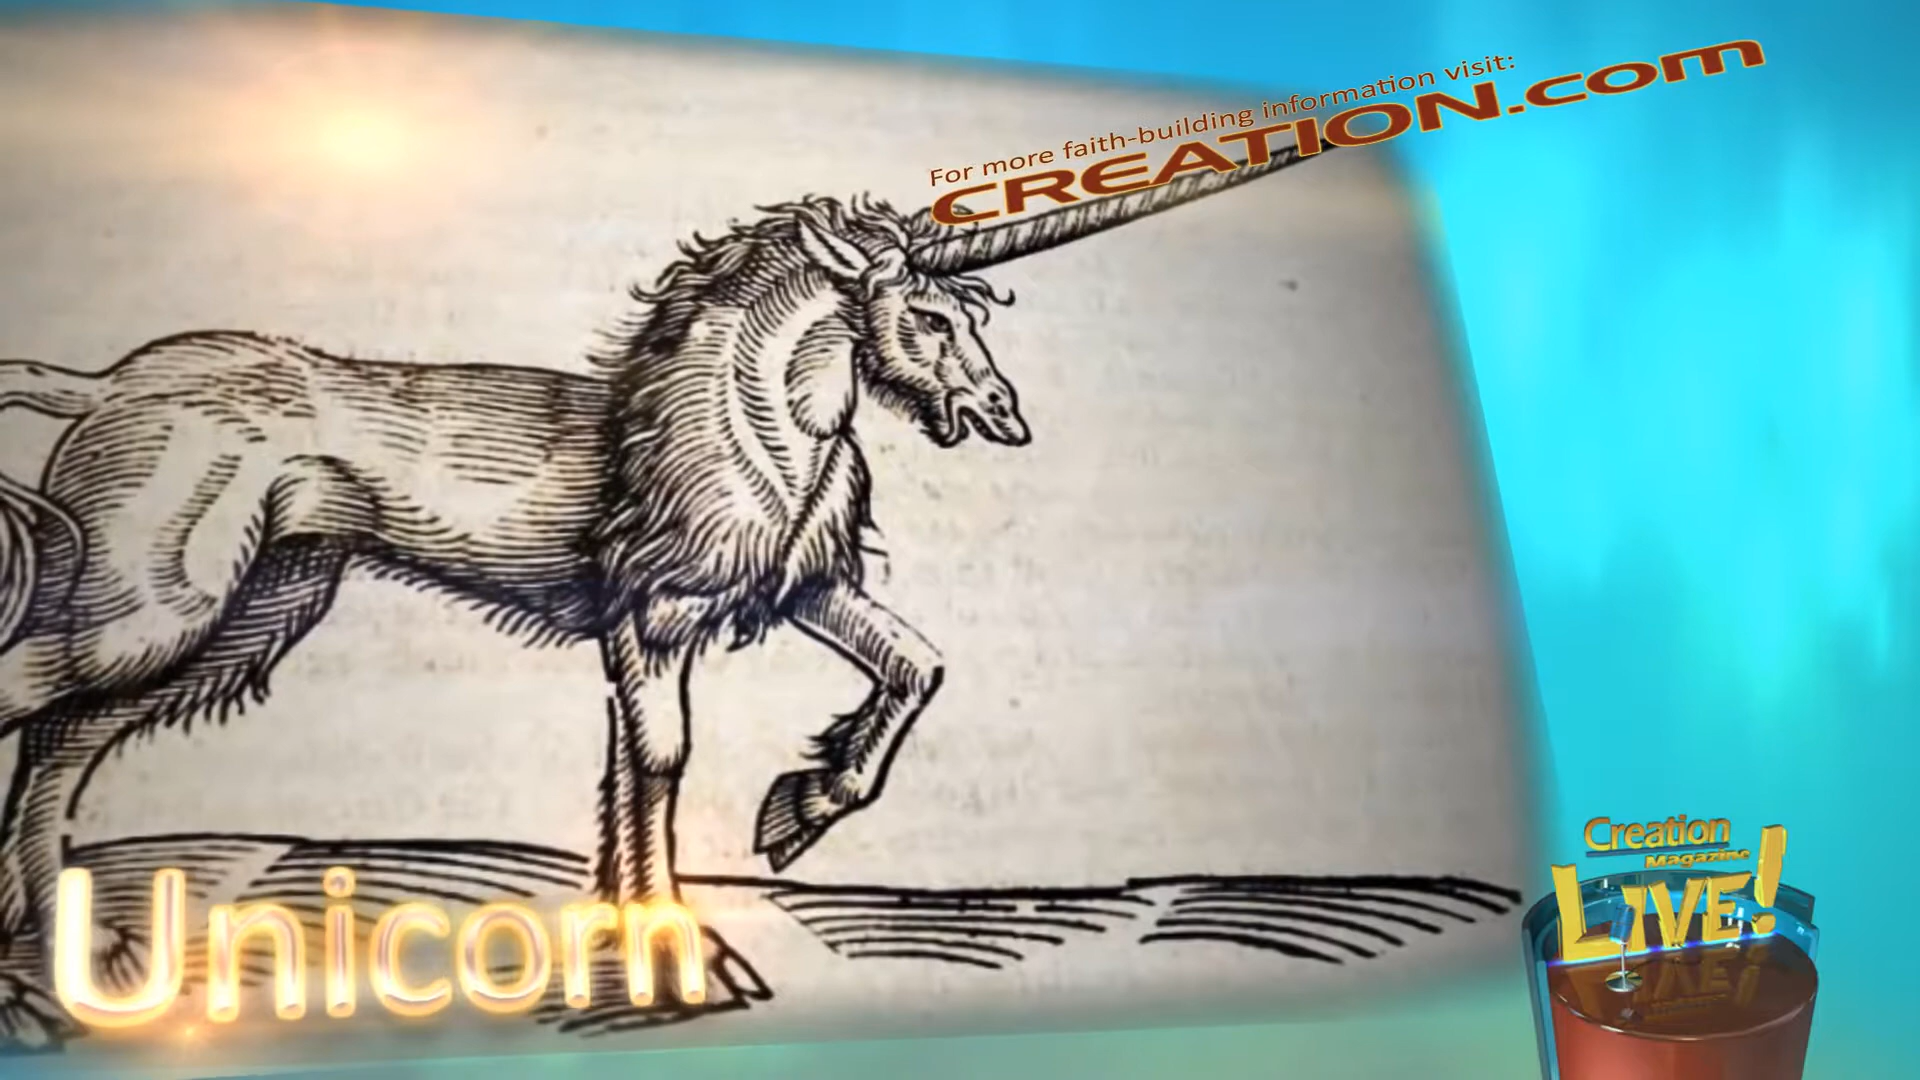 For more faith-building information visit:
CREATION.com
Unicorn
Creation
Magazine
LIVE!